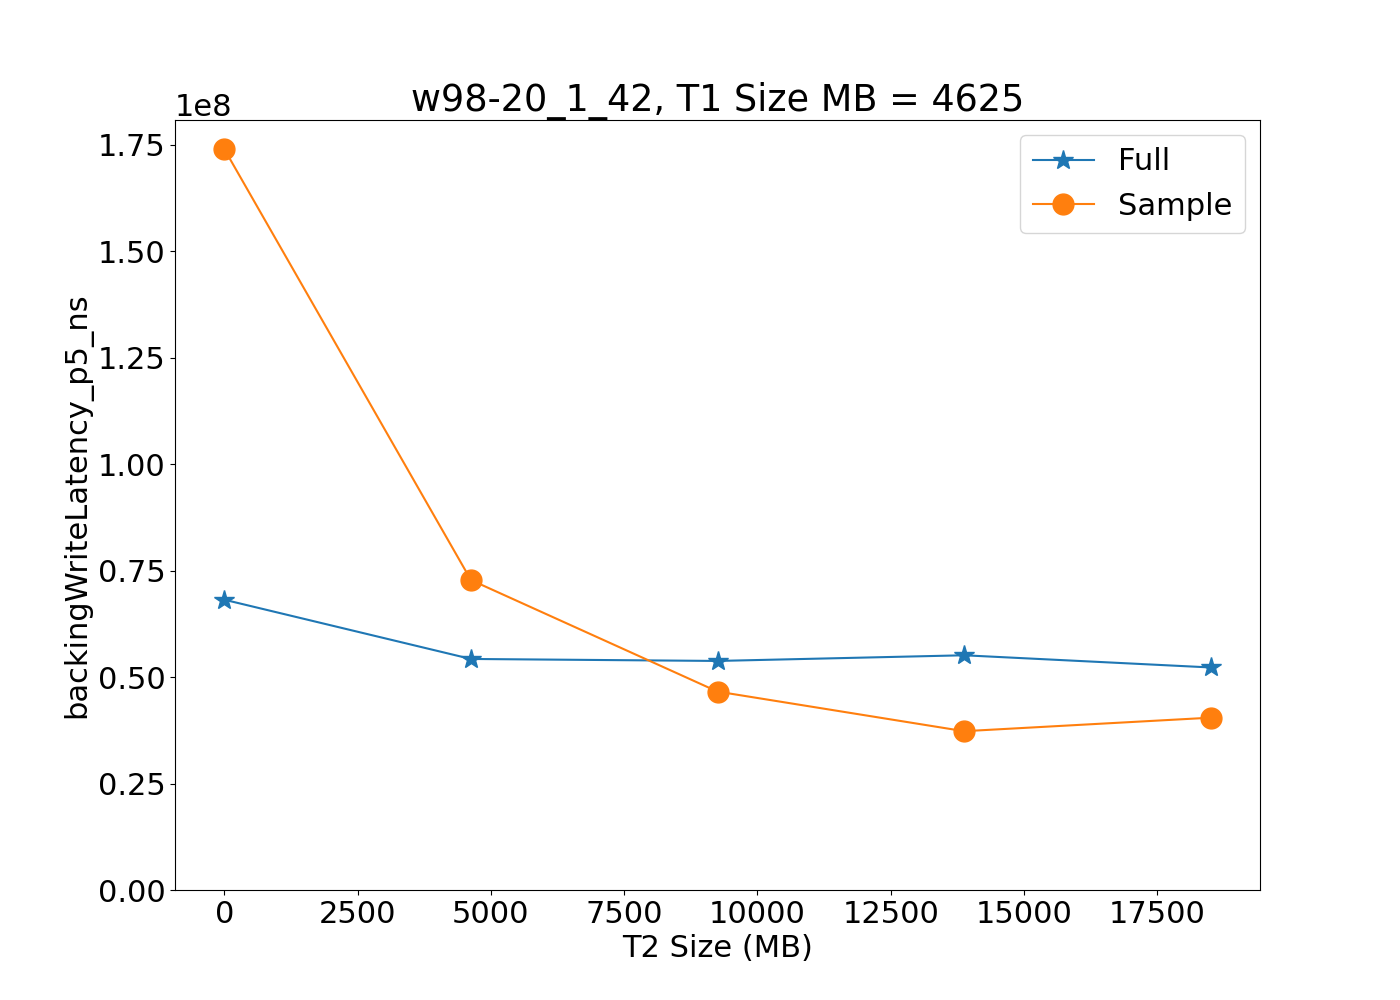 w98-20_1_42, T1 Size MB = 4625
1e8
1.75
1.50
1.25
1.00
0.75
0.50
0.25
0.00
backingWriteLatency_p5_ns
Full
Sample
0 2500 5000 7500 10000 12500 15000 17500
T2 Size (MB)